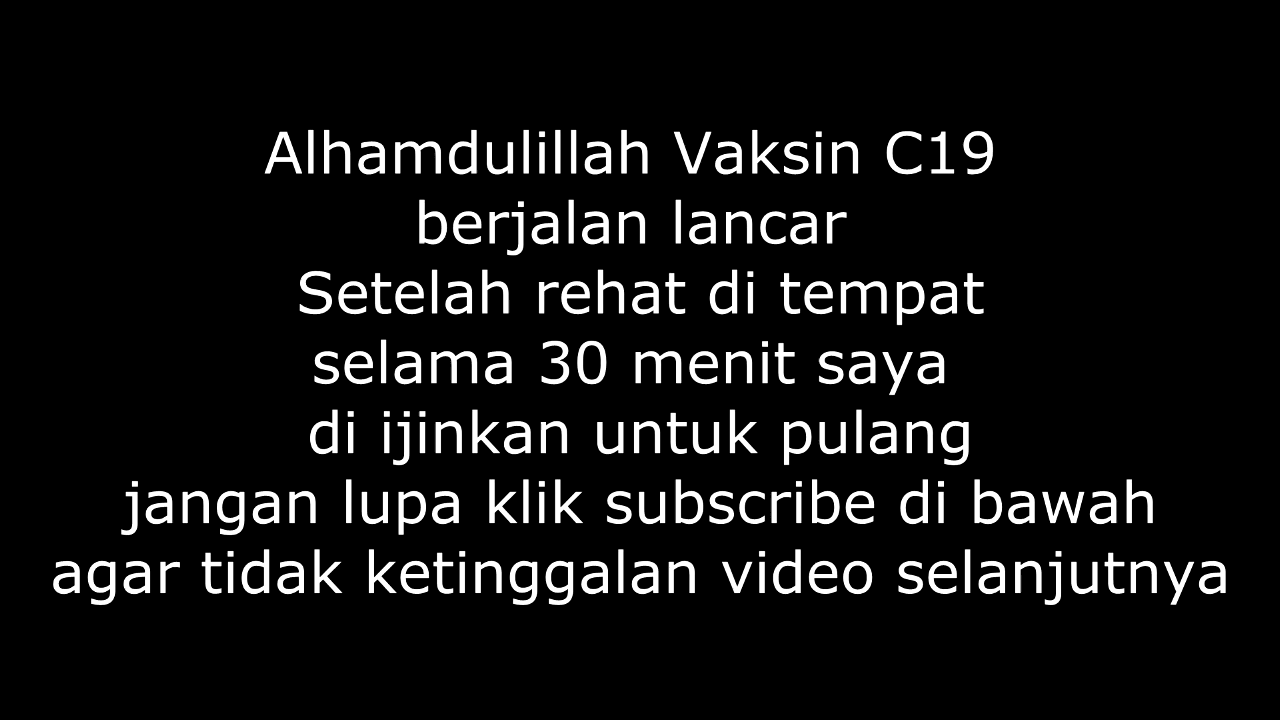 Alhamdulillah Vaksin C19
berjalan lancar
Setelah rehat di tempat
selama 30 menit saya
di ijinkan untuk pulang
jangan lupa klik subscribe di bawah
agar tidak ketinggalan video selanjutnya